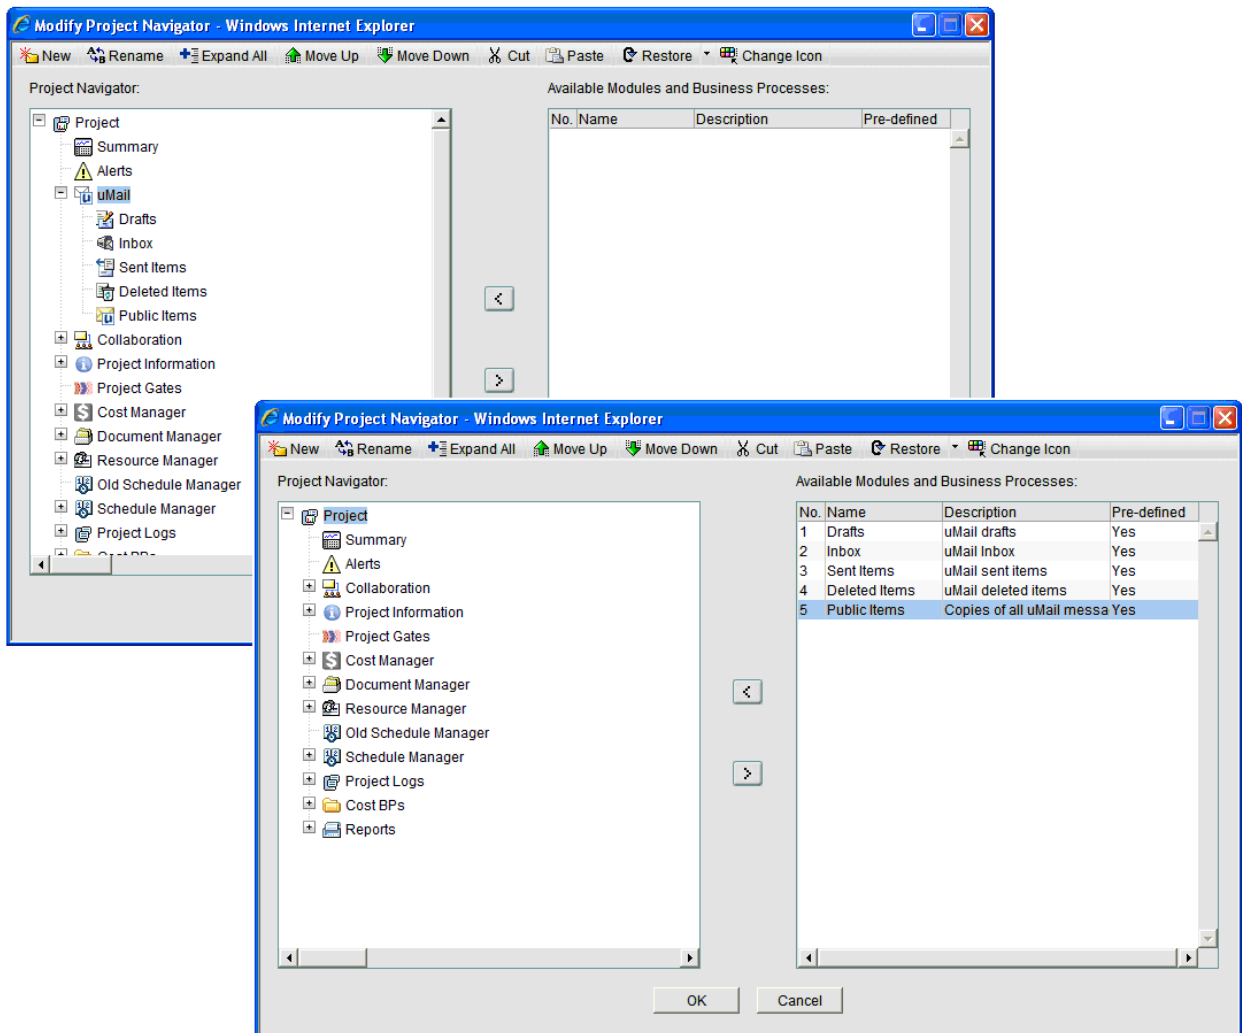 Modify Project Navigator - Windows Internet Explorer
New Rename Expand All Move Up Move Down Cut Paste Restore Change Icon
Project Navigator:
Available Modules and Business Processes:
No. Name Description Pre-defined
Project
Summary
Alerts
uMail
Drafts
Inbox
Sent Items
Deleted Items
Public Items
Collaboration
Project Information
Project Gates
Cost Manager
Document Manager
Resource Manager
Old Schedule Manager
Schedule Manager
Project Logs
Cost BPs
Modify Project Navigator - Windows Internet Explorer
New Rename Expand All Move Up Move Down Cut Paste Restore Change Icon
Project Navigator:
Available Modules and Business Processes:
Project
Summary
Alerts
Collaboration
Project Information
Project Gates
Cost Manager
Document Manager
Resource Manager
Old Schedule Manager
Schedule Manager
Project Logs
Cost BPs
Reports
No. Name Description Pre-defined
1 Drafts uMail drafts Yes
2 Inbox uMail Inbox Yes
3 Sent Items uMail sent items Yes
4 Deleted Items uMail deleted items Yes
5 Public Items Copies of all uMail messa Yes
OK Cancel